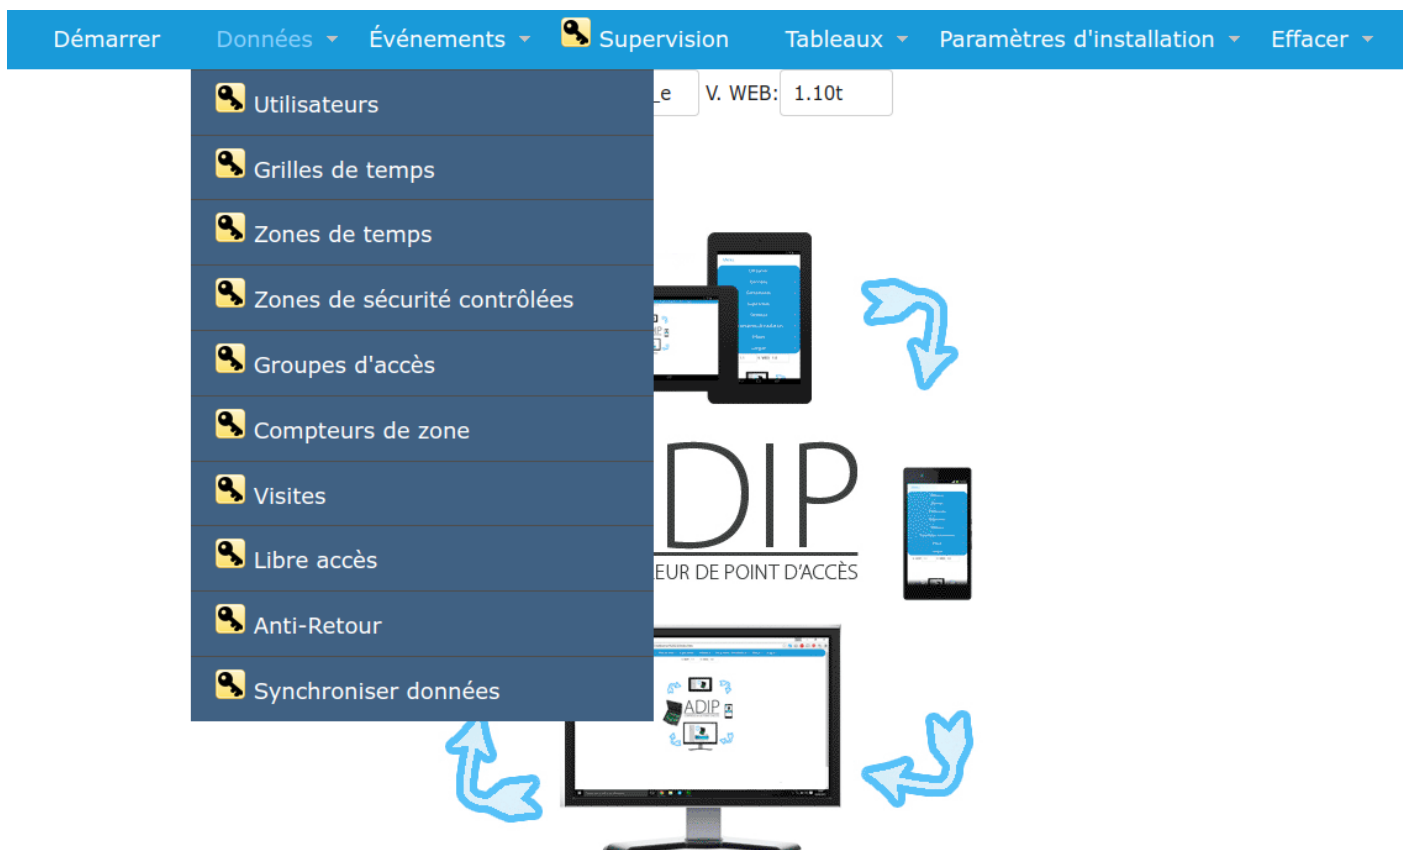 Démarrer Données Événements Supervision Tableaux Paramètres d'installation Effacer
_e V. WEB: 1.10t
Utilisateurs
Grilles de temps
Zones de temps
Zones de sécurité contrôlées
Groupes d'accès
Compteurs de zone
Visites
Libre accès
Anti-Retour
Synchroniser données
DIP
EUR DE POINT D'ACCÈS
ADIP